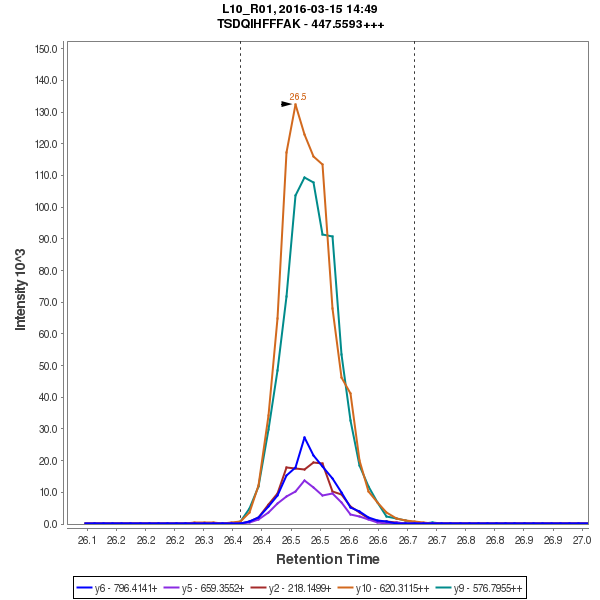 L10_R01, 2016-03-15 14:49
TSDQIHFFFAK - 447.5593+++
150.0
140.0
130.0
120.0
110.0
100.0
90.0
80.0
70.0
60.0
50.0
40.0
30.0
20.0
10.0
0.0
Intensity 10^3
26.5
26.1 26.2 26.2 26.2 26.3 26.4 26.4 26.5 26.5 26.6 26.6 26.7 26.7 26.8 26.8 26.9 26.9 27.0
Retention Time
y6 - 796.4141+ y5 - 659.3552+ y2 - 218.1499+ y10 - 620.3115++ y9 - 576.7955++